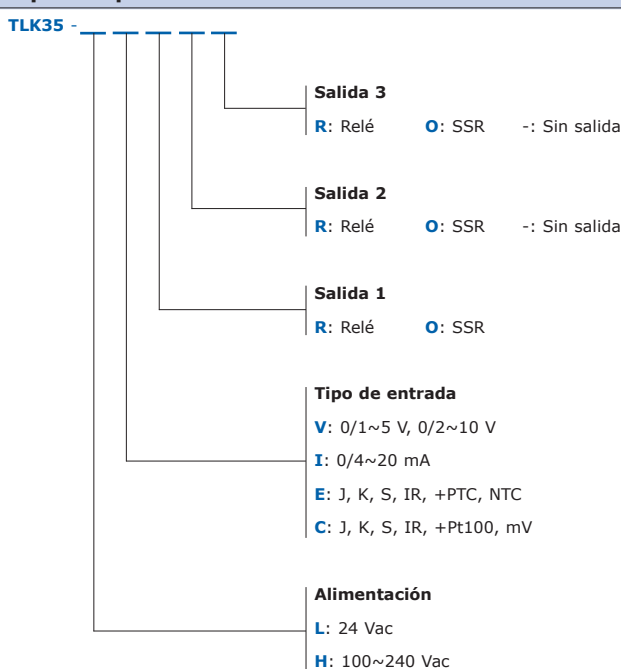 TLK35 -
Salida 3
R: Relé O: SSR -: Sin salida
Salida 2
R: Relé O: SSR -: Sin salida
Salida 1
R: Relé O: SSR
Tipo de entrada
V: 0/1~5 V, 0/2~10 V
I: 0/4~20 mA
E: J, K, S, IR, +PTC, NTC
C: J, K, S, IR, +Pt100, mV
Alimentación
L: 24 Vac
H: 100~240 Vac